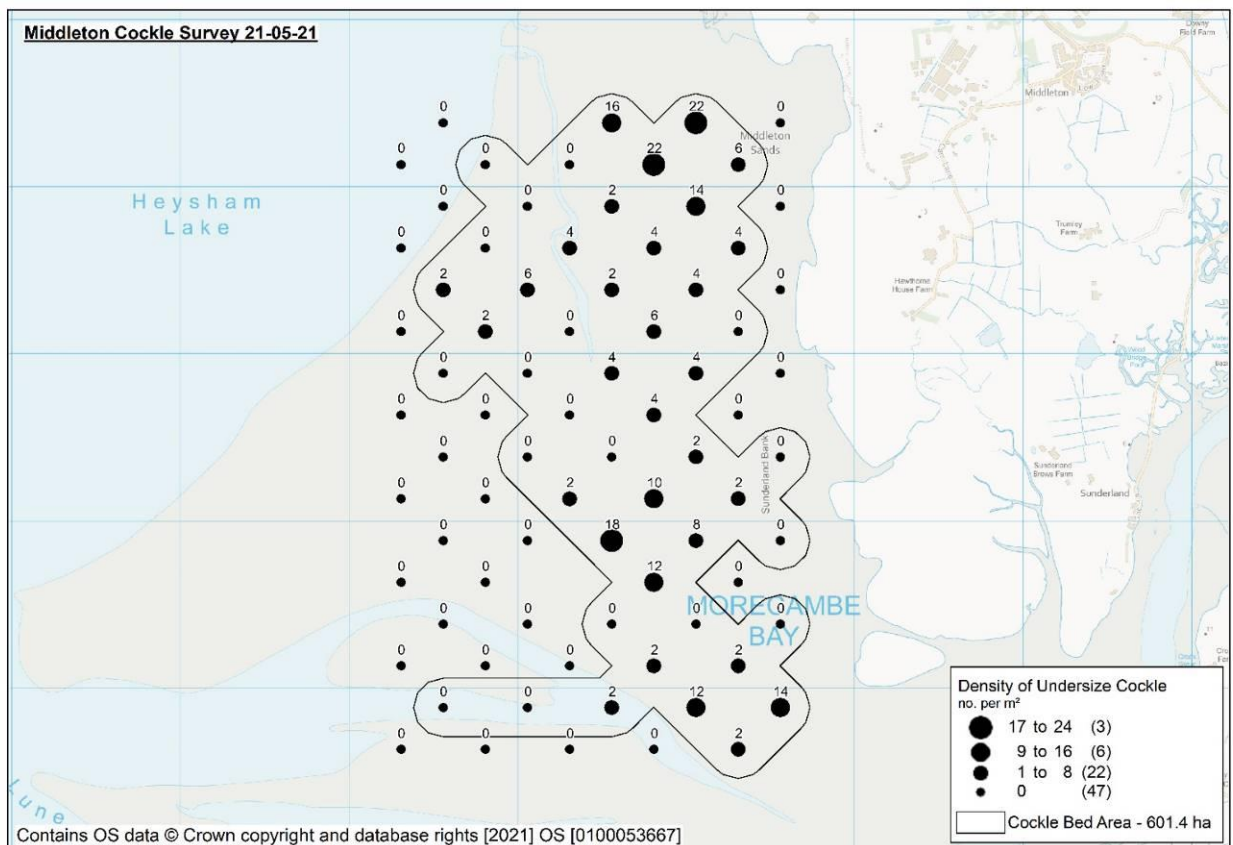 Middleton Cockle Survey 21-05-21
Field Farm
Middleton
16 22 0
0
Middleton
Sands
0 0 0 22 6
0 0 2 14 0
Heysham
Lake
Trumley
Farm
0 0 4 4 4
2 6 2 4 0
Hawthorne
House Farm
0 2 0 6 0
0 0 4 4 0
0 0 0 4 0
0 0 0 2 0
Sunderland Bank
Sunderland
Brows Farm
Sunderland
0 0 2 10 2
0 0 18 8 0
0 0 12 0
MORECAMBE
BAY
0 0 0 0 0
0 0 0 2 2
0 0 2 12 14
0 0 0 0 2
Lune
Density of Undersize Cockle
no. per m²
17 to 24 (3)
9 to 16 (6)
1 to 8 (22)
0 (47)
Cockle Bed Area - 601.4 ha
Contains OS data © Crown copyright and database rights [2021] OS [0100053667]